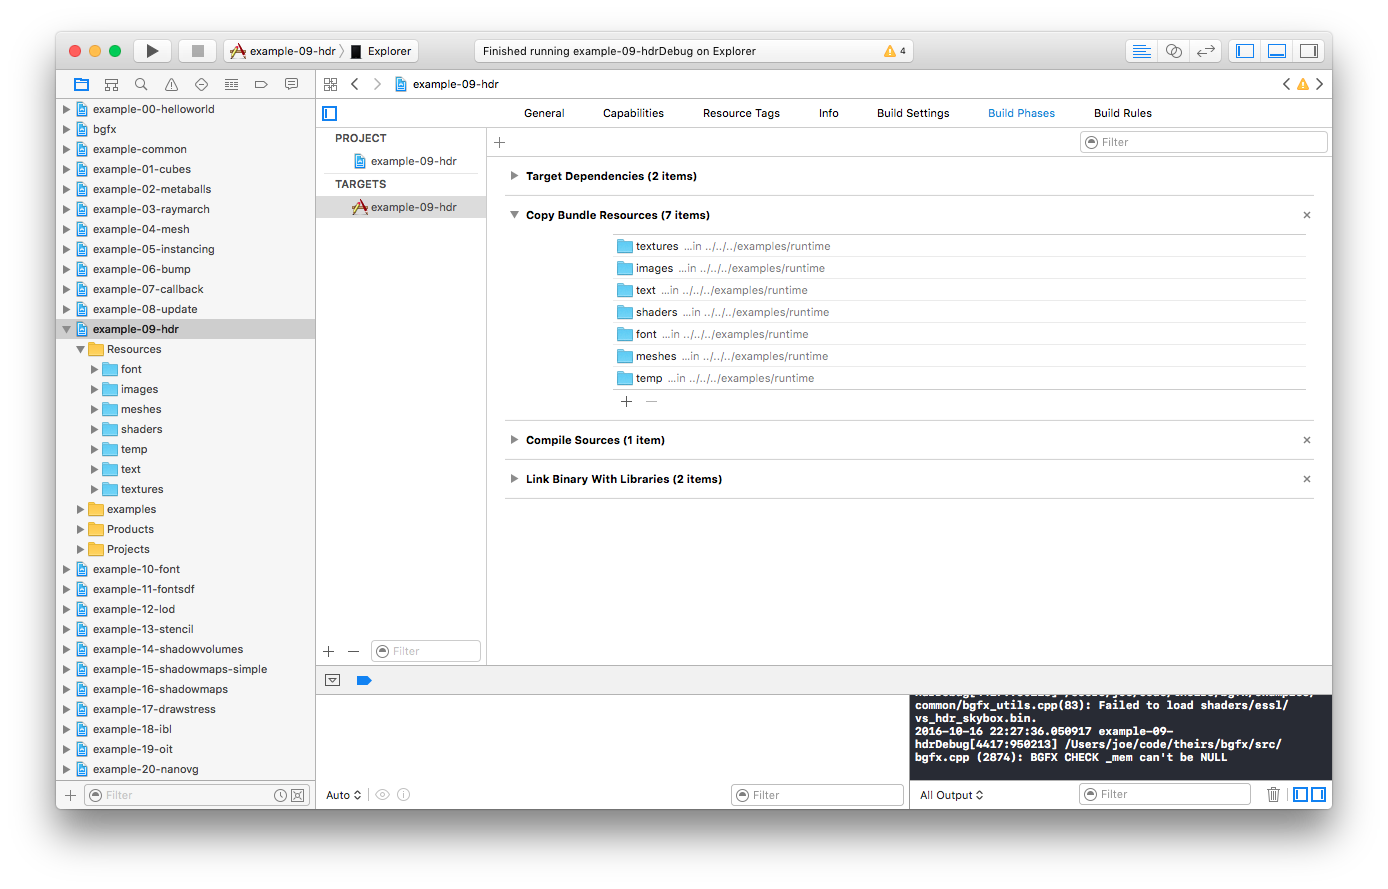 example-09-hdr
Explorer
Finished running example-09-hdrDebug on Explorer
4
example-09-hdr
General
Capabilities
Resource Tags
Info
Build Settings
Build Phases
Build Rules
example-00-helloworld
bgfx
example-common
example-01-cubes
example-02-metaballs
example-03-raymarch
example-04-mesh
example-05-instancing
example-06-bump
example-07-callback
example-08-update
example-09-hdr
Resources
font
images
meshes
shaders
temp
text
textures
examples
Products
Projects
example-10-font
example-11-fontsdf
example-12-lod
example-13-stencil
example-14-shadowvolumes
example-15-shadowmaps-simple
example-16-shadowmaps
example-17-drawstress
example-18-ibl
example-19-oit
example-20-nanovg
Filter
PROJECT
example-09-hdr
TARGETS
example-09-hdr
Filter
Filter
Target Dependencies (2 items)
Copy Bundle Resources (7 items)
textures ...in ../../../examples/runtime
images ...in ../../../examples/runtime
text ...in ../../../examples/runtime
shaders ...in ../../../examples/runtime
font ...in ../../../examples/runtime
meshes ...in ../../../examples/runtime
temp ...in ../../../examples/runtime
Compile Sources (1 item)
Link Binary With Libraries (2 items)
Auto
Filter
common/bgfx_utils.cpp(83): Failed to load shaders/essl/
vs_hdr_skybox.bin.
2016-10-16 22:27:36.050917 example-09-
hdrDebug[4417:950213] /Users/joe/code/theirs/bgfx/src/
bgfx.cpp (2874): BGFX CHECK _mem can't be NULL
All Output
Filter